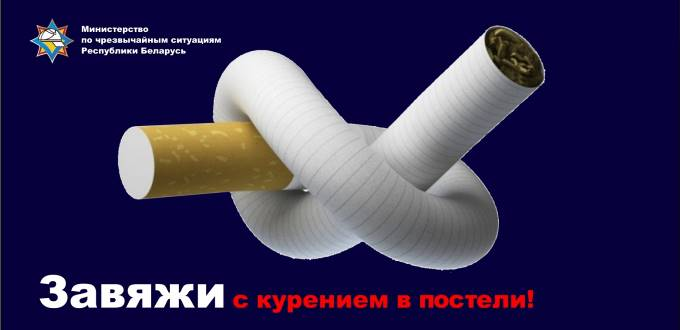 Министерство
по чрезвычайным ситуациям
Республики Беларусь
Завяжи с курением в постели!